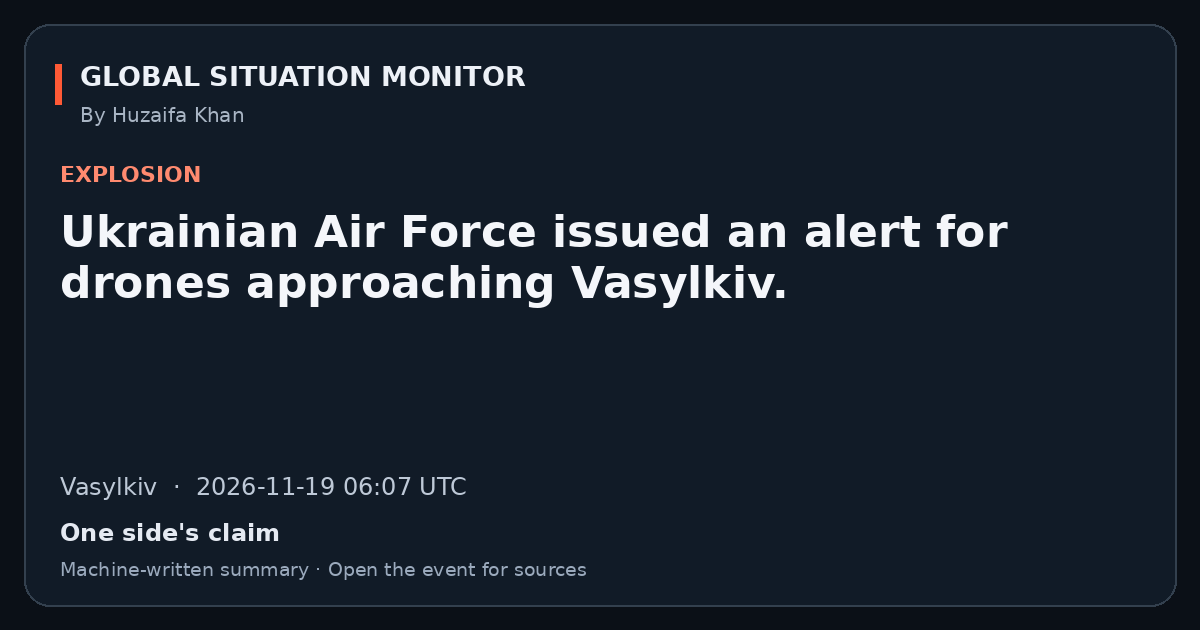 GLOBAL SITUATION MONITOR
By Huzaifa Khan
EXPLOSION
Ukrainian Air Force issued an alert for
drones approaching Vasylkiv.
Vasylkiv · 2026-11-19 06:07 UTC
One side's claim
Machine-written summary · Open the event for sources